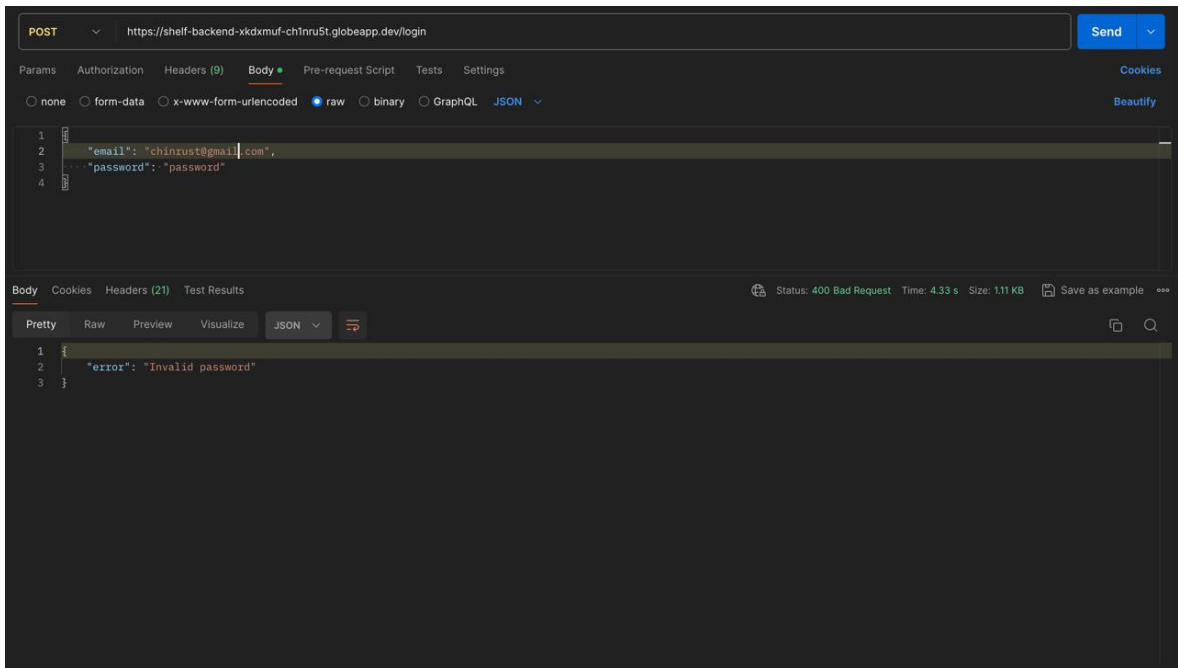 POST https://shelf-backend-xkdxmuf-ch1nru5t.globeapp.dev/login Send
Params Authorization Headers (9) Body Pre-request Script Tests Settings Cookies
none form-data x-www-form-urlencoded raw binary GraphQL JSON Beautify
1 {
2 "email": "chinrust@gmail.com",
3 "password": "password"
4 }
Body Cookies Headers (21) Test Results Status: 400 Bad Request Time: 4.33 s Size: 1.11 KB Save as example
Pretty Raw Preview Visualize JSON
1 {
2 "error": "Invalid password"
3 }